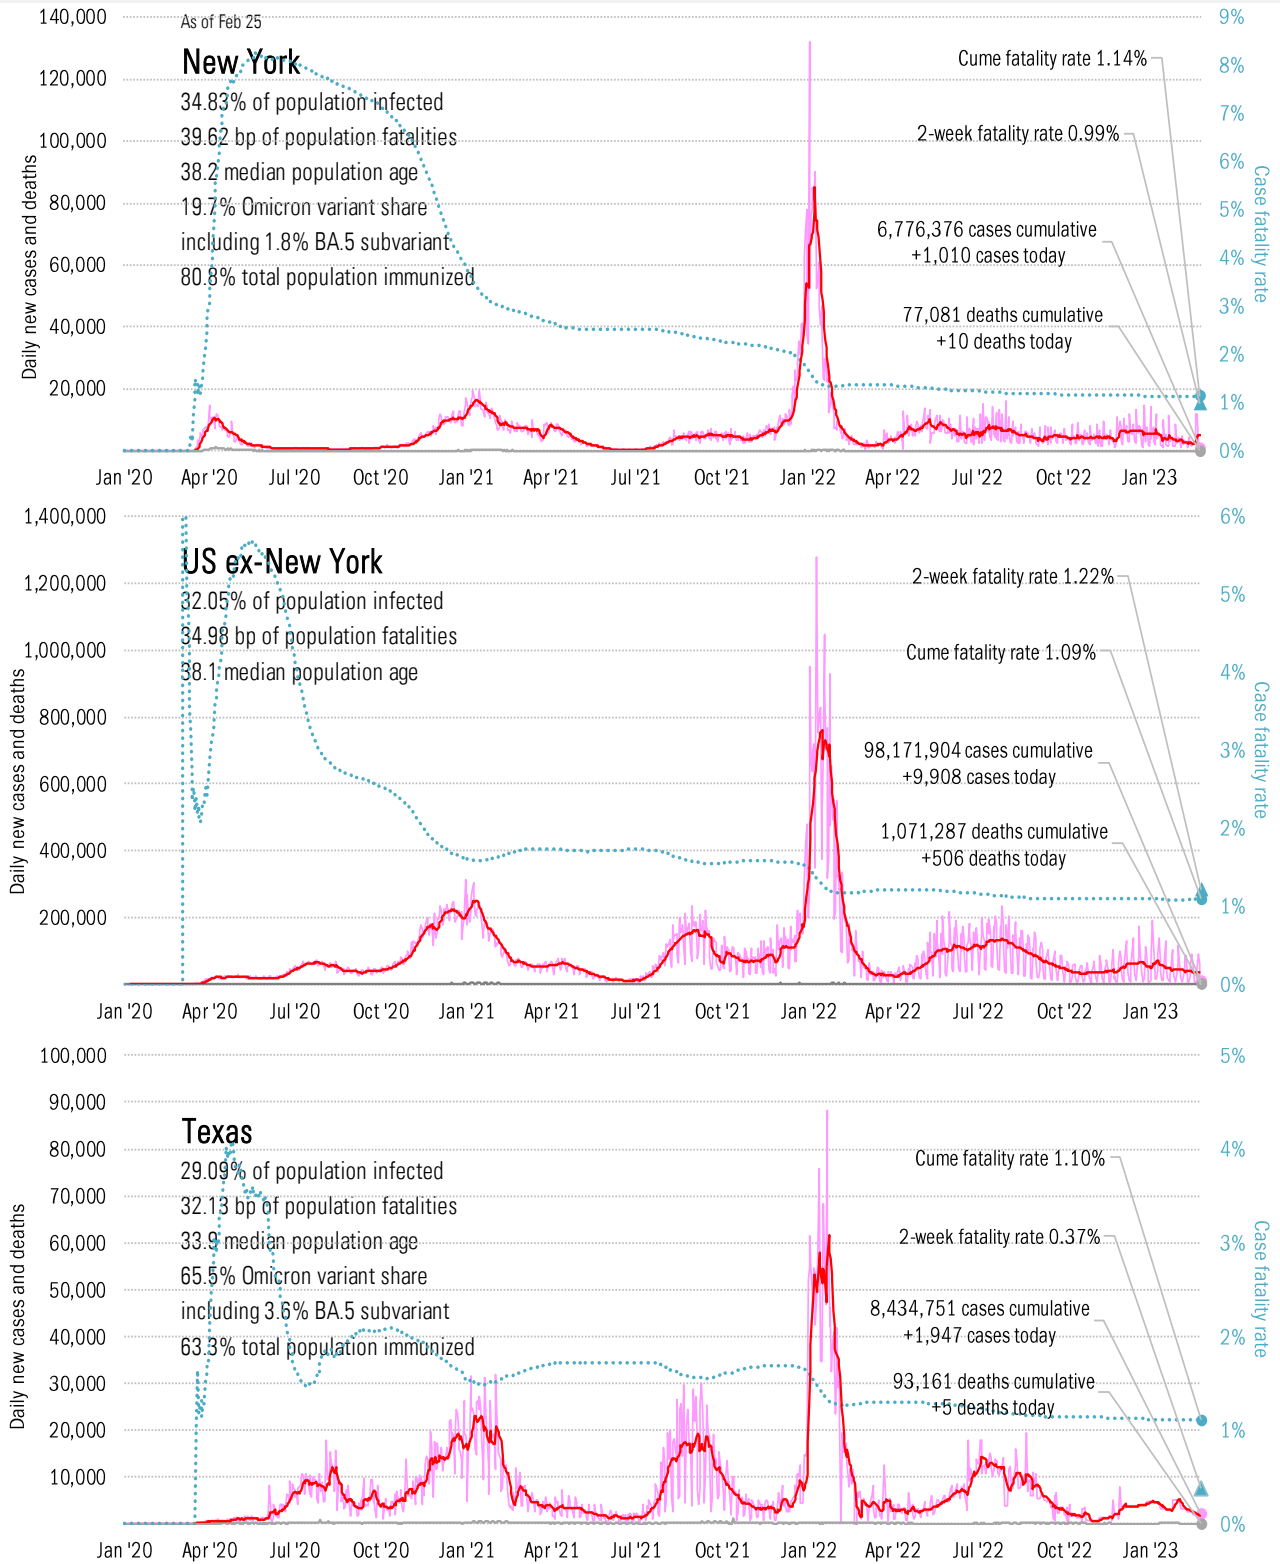 As of Feb 25
New York
34.83% of population infected
39.62 bp of population fatalities
38.2 median population age
19.7% Omicron variant share
including 1.8% BA.5 subvariant
80.8% total population immunized
Cume fatality rate 1.14%
2-week fatality rate 0.99%
6,776,376 cases cumulative
+1,010 cases today
77,081 deaths cumulative
+10 deaths today
Daily new cases and deaths
140,000
120,000
100,000
80,000
60,000
40,000
20,000
Case fatality rate
9%
8%
7%
6%
5%
4%
3%
2%
1%
0%
Jan '20 Apr '20 Jul '20 Oct '20 Jan '21 Apr '21 Jul '21 Oct '21 Jan '22 Apr '22 Jul '22 Oct '22 Jan '23
US ex-New York
32.05% of population infected
34.98 bp of population fatalities
38.1 median population age
2-week fatality rate 1.22%
Cume fatality rate 1.09%
98,171,904 cases cumulative
+9,908 cases today
1,071,287 deaths cumulative
+506 deaths today
Daily new cases and deaths
1,400,000
1,200,000
1,000,000
800,000
600,000
400,000
200,000
Case fatality rate
6%
5%
4%
3%
2%
1%
0%
Jan '20 Apr '20 Jul '20 Oct '20 Jan '21 Apr '21 Jul '21 Oct '21 Jan '22 Apr '22 Jul '22 Oct '22 Jan '23
Texas
29.09% of population infected
32.13 bp of population fatalities
33.9 median population age
65.5% Omicron variant share
including 3.6% BA.5 subvariant
63.3% total population immunized
Cume fatality rate 1.10%
2-week fatality rate 0.37%
8,434,751 cases cumulative
+1,947 cases today
93,161 deaths cumulative
+5 deaths today
Daily new cases and deaths
100,000
90,000
80,000
70,000
60,000
50,000
40,000
30,000
20,000
10,000
Case fatality rate
5%
4%
3%
2%
1%
0%
Jan '20 Apr '20 Jul '20 Oct '20 Jan '21 Apr '21 Jul '21 Oct '21 Jan '22 Apr '22 Jul '22 Oct '22 Jan '23